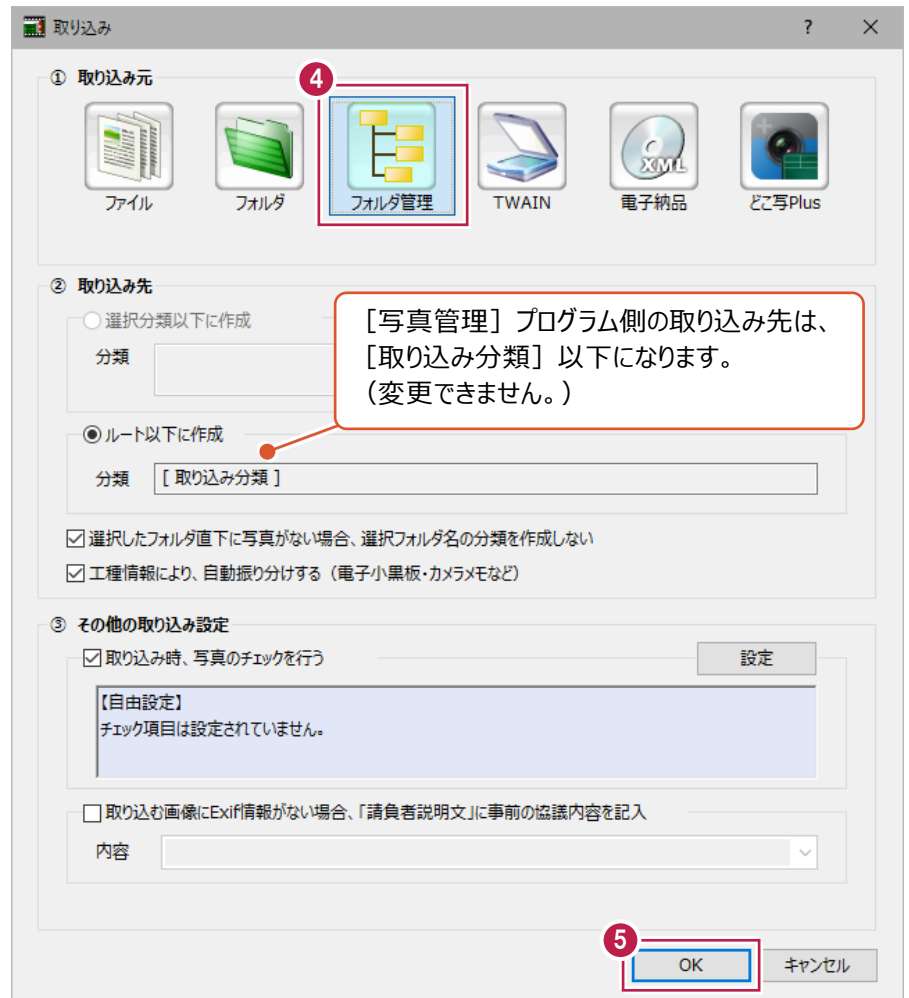 取り込み
?
×
① 取り込み元
4
ファイル
フォルダ
フォルダ管理
TWAIN
XML
電子納品
どこ写Plus
② 取り込み先
選択分類以下に作成
分類
［写真管理］プログラム側の取り込み先は、
［取り込み分類］以下になります。
（変更できません。）
ルート以下に作成
分類
[ 取り込み分類 ]
選択したフォルダ直下に写真がない場合、選択フォルダ名の分類を作成しない
工種情報により、自動振り分けする（電子小黒板・カメラメモなど）
③ その他の取り込み設定
取り込み時、写真のチェックを行う
設定
【自由設定】
チェック項目は設定されていません。
取り込む画像にExif情報がない場合、「請負者説明文」に事前の協議内容を記入
内容
5
OK
キャンセル